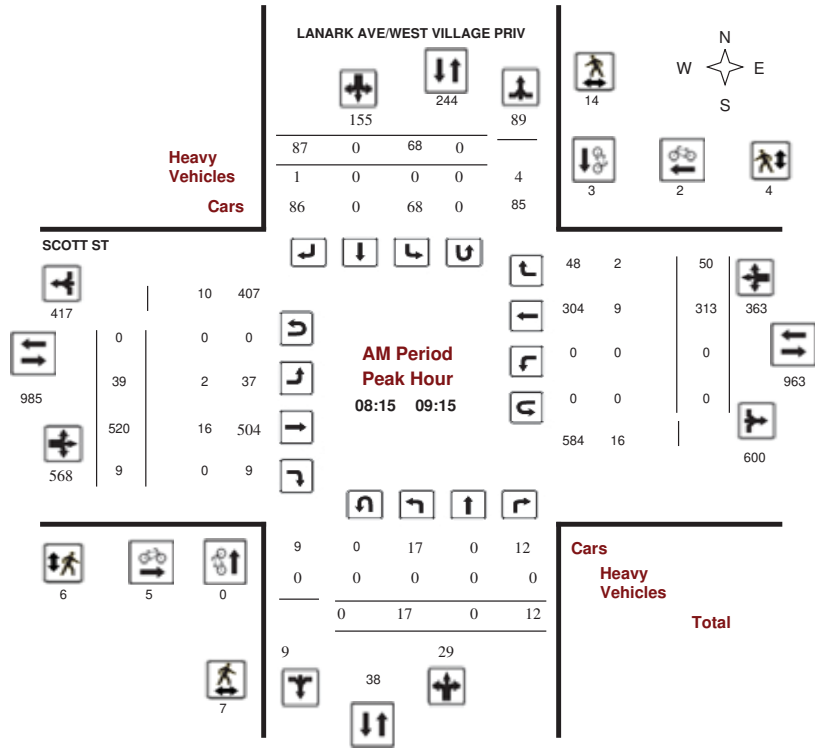 LANARK AVE/WEST VILLAGE PRIV
N
W E
S
244
14
155 89
87 0 68 0
Heavy
Vehicles
1 0 0 0 4
3 2 4
Cars
86 0 68 0 85
SCOTT ST
48 2 50
10 407
417
304 9 313 363
0 0 0
AM Period
0 0 0
963
Peak Hour
39 2 37
985
08:15 09:15
0 0 0
520 16 504
584 16
600
568
9 0 9
9 0 17 0 12
Cars
0 0 0 0 0
Heavy
Vehicles
6 5 0
0 17 0 12
Total
9 29
38
7